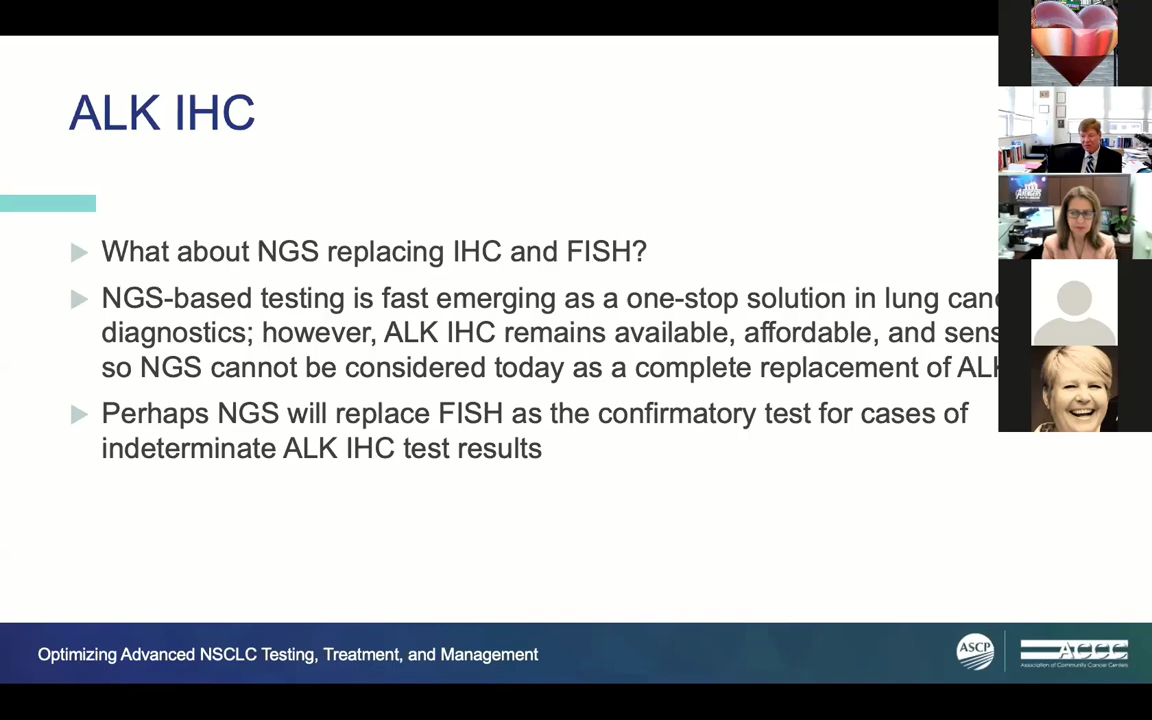 ALK IHC
What about NGS replacing IHC and FISH?
NGS-based testing is fast emerging as a one-stop solution in lung
diagnostics; however, ALK IHC remains available, affordable, and
so NGS cannot be considered today as a complete replacement of
Perhaps NGS will replace FISH as the confirmatory test for cases of
indeterminate ALK IHC test results
AVENGERS
Optimizing Advanced NSCLC Testing, Treatment, and Management
ASCP
ACCC
Association of Community Cancer Centers